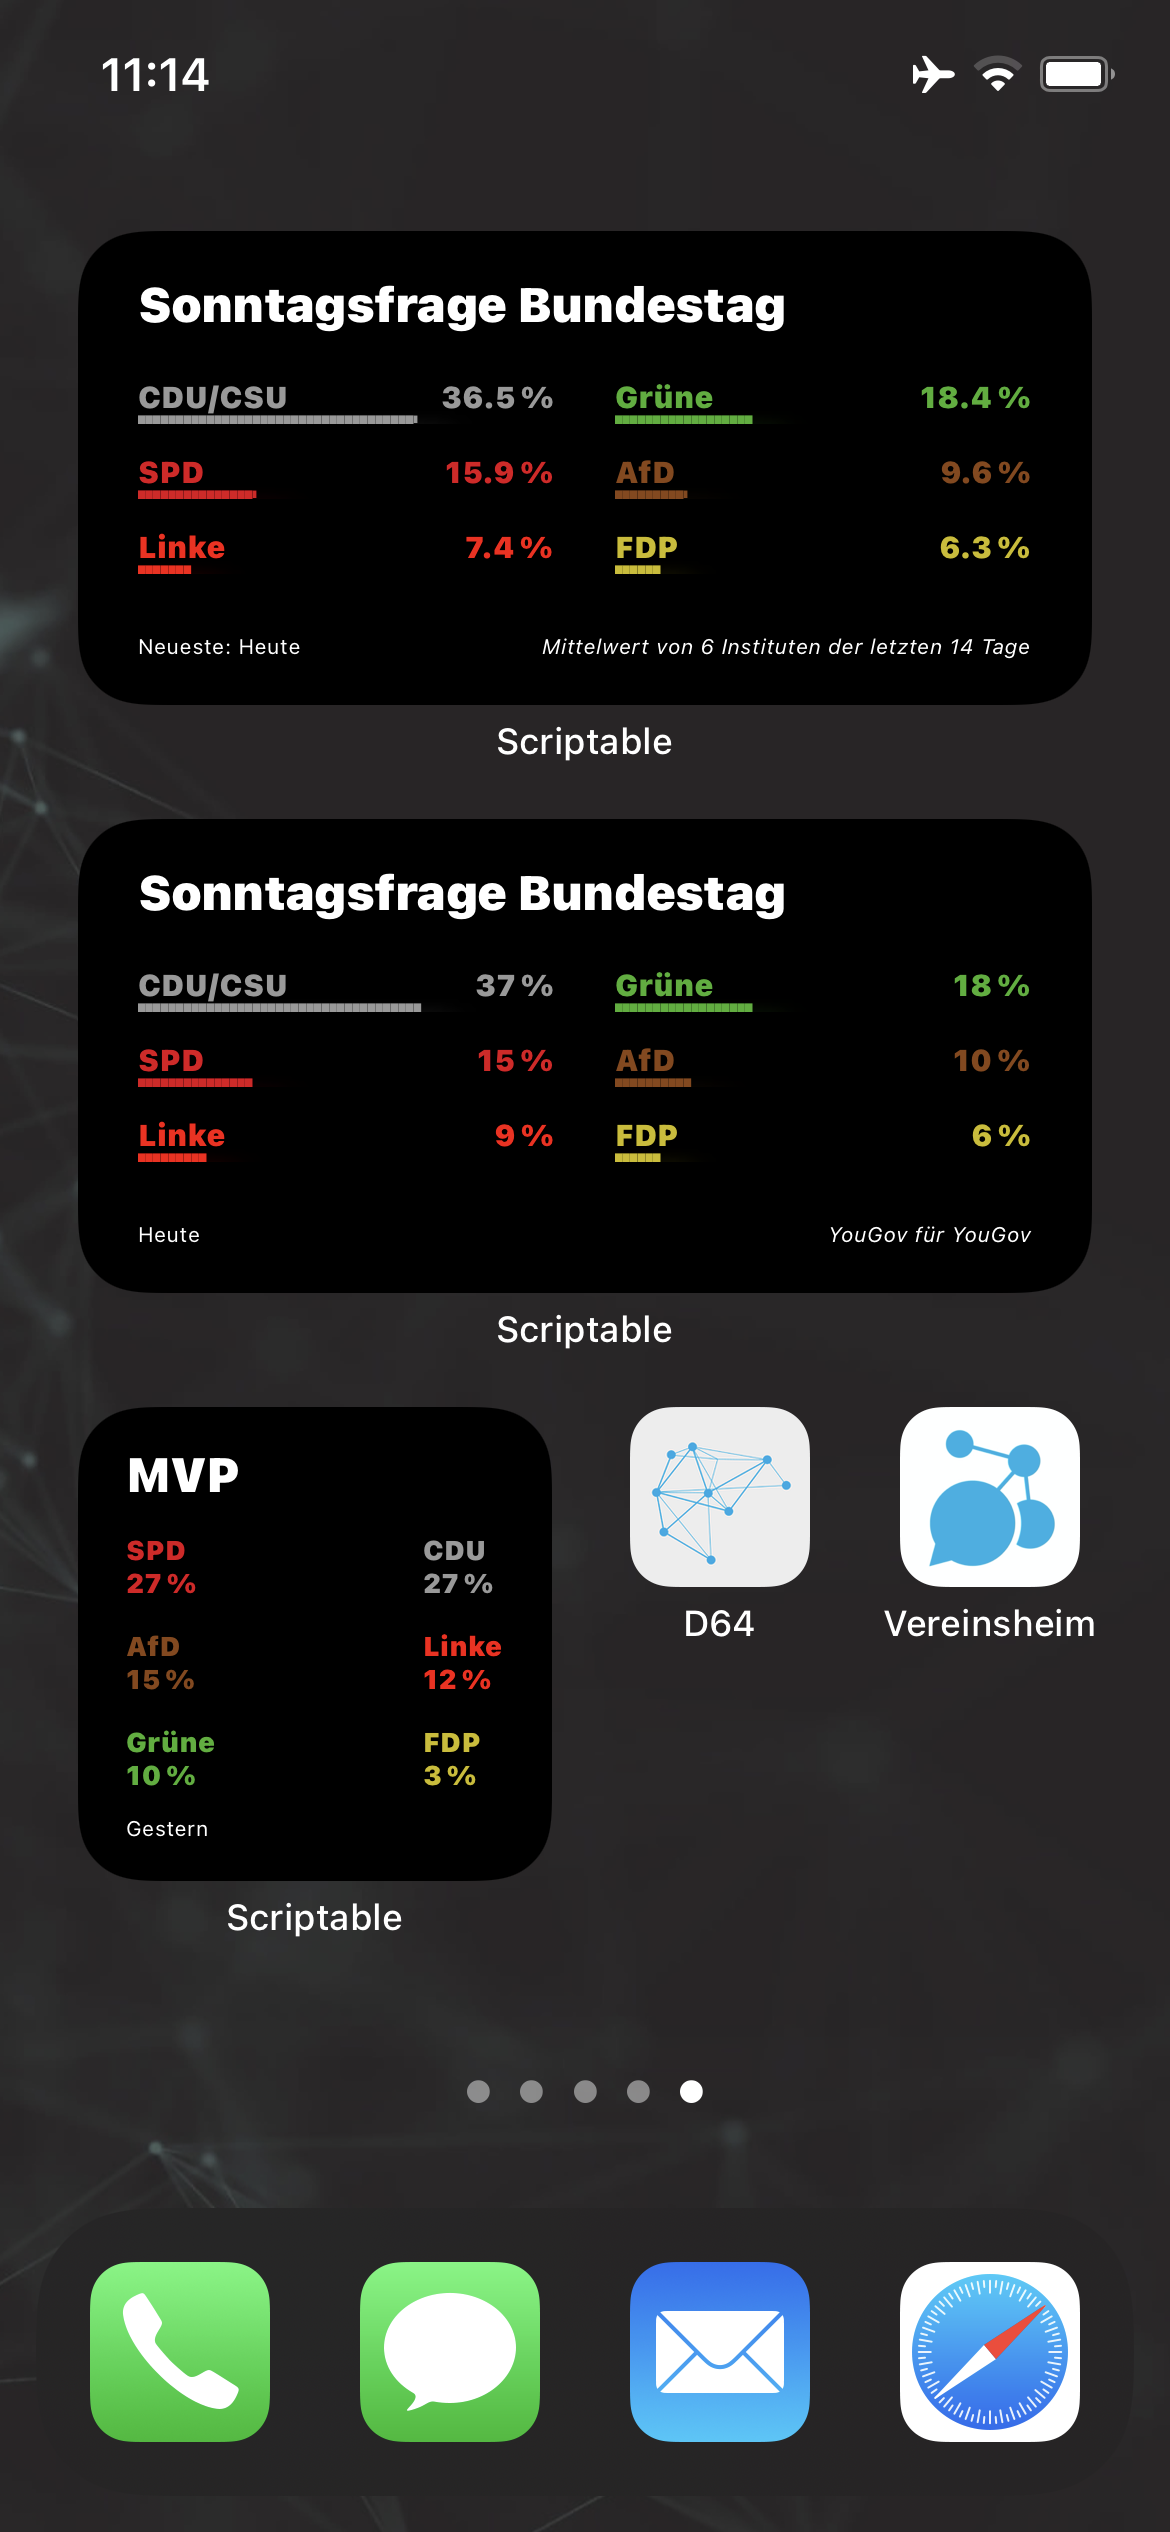 11:14
Sonntagsfrage Bundestag
CDU/CSU 36.5 % Grüne 18.4 %
SPD 15.9 % AfD 9.6 %
Linke 7.4 % FDP 6.3 %
Neueste: Heute Mittelwert von 6 Instituten der letzten 14 Tage
Scriptable
Sonntagsfrage Bundestag
CDU/CSU 37 % Grüne 18 %
SPD 15 % AfD 10 %
Linke 9 % FDP 6 %
Heute YouGov für YouGov
Scriptable
MVP
SPD CDU
27 % 27 %
AfD Linke
15 % 12 %
Grüne FDP
10 % 3 %
Gestern
Scriptable
D64 Vereinsheim